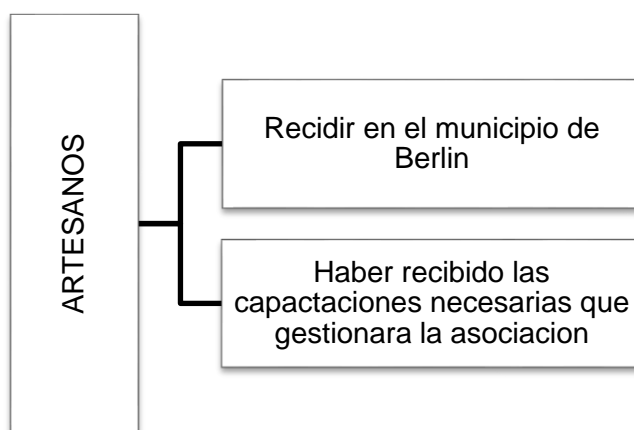 ARTESANOS
Recidir en el municipio de
Berlin
Haber recibido las
capactaciones necesarias que
gestionara la asociacion